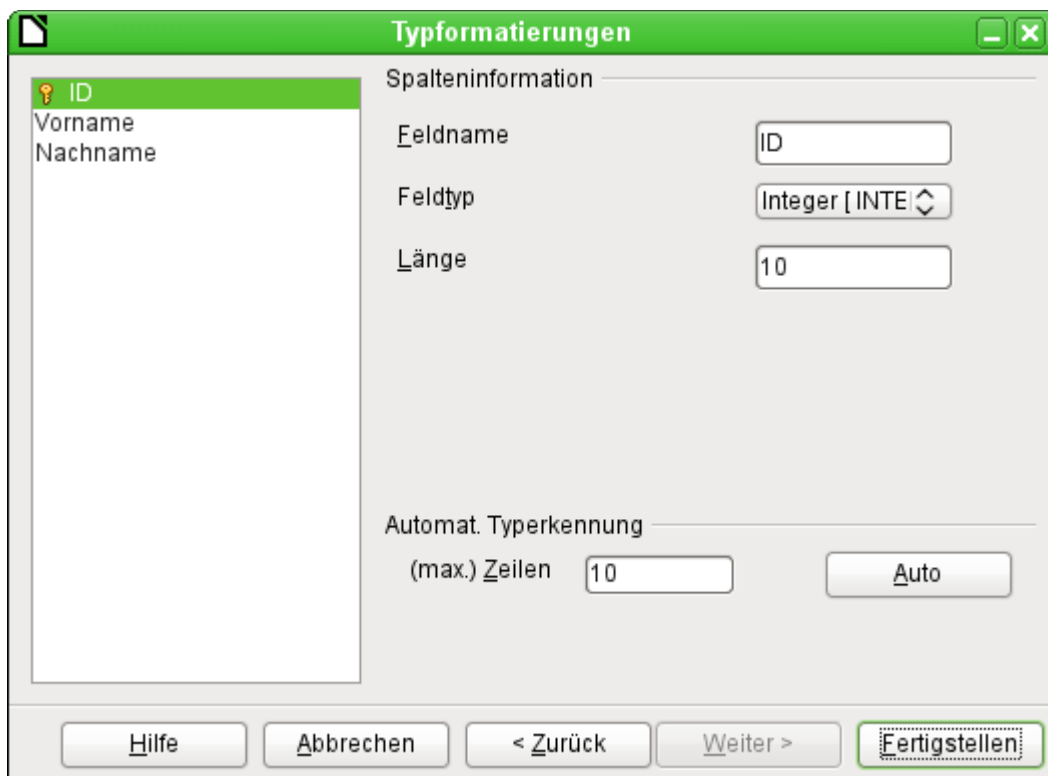 Typformatierungen
ID
Vorname
Nachname
Spalteninformation
Feldname
ID
Feldtyp
Integer [ INTE
Länge
10
Automat. Typerkennung
(max.) Zeilen
10
Auto
Hilfe
Abbrechen
< Zurück
Weiter >
Fertigstellen